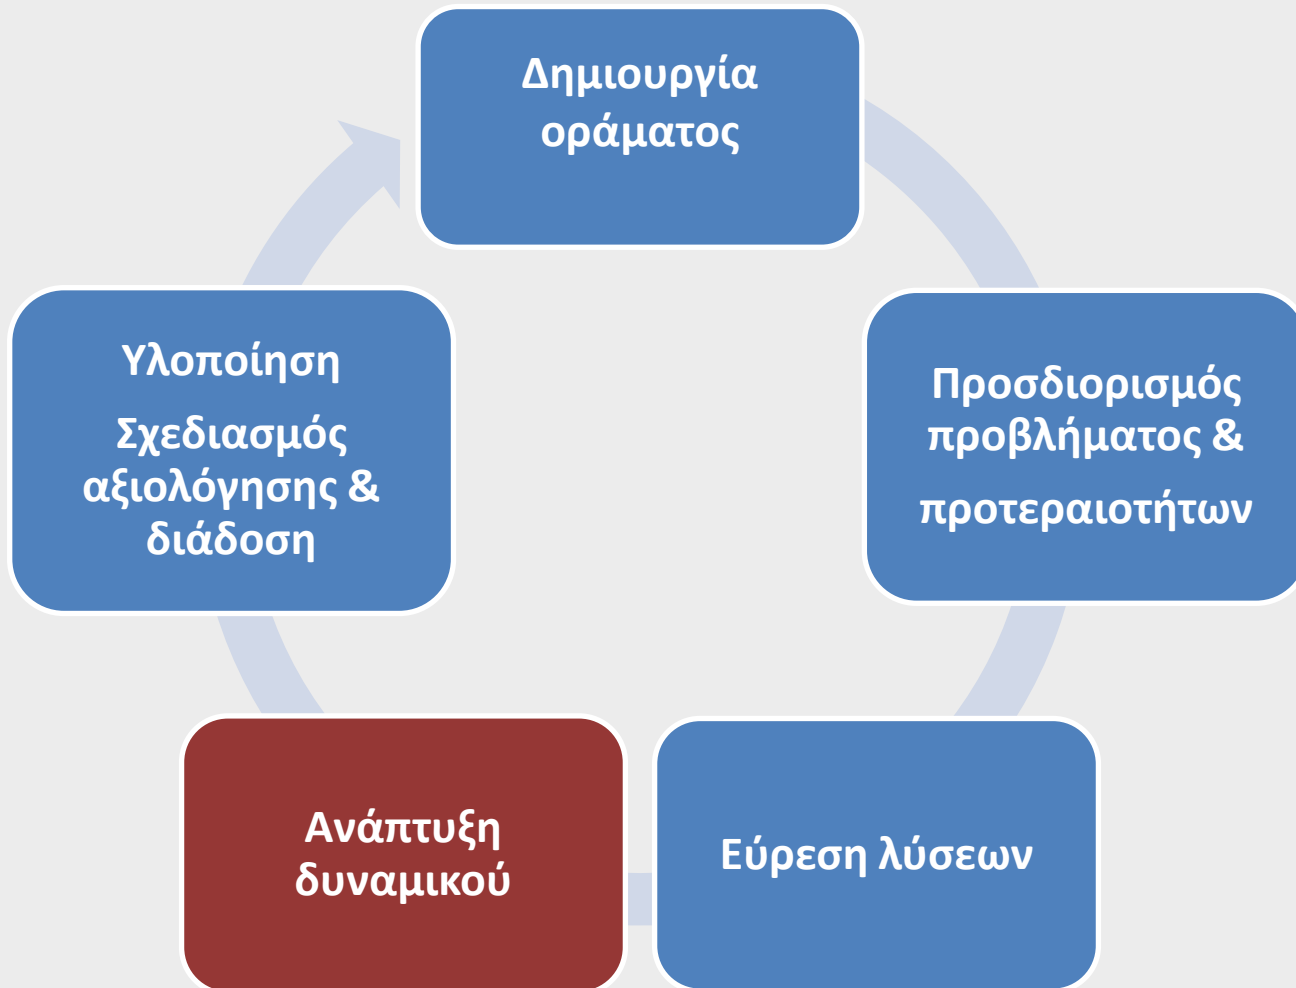 Δημιουργία
οράματος
Προσδιορισμός
προβλήματος &
προτεραιοτήτων
Εύρεση λύσεων
Ανάπτυξη
δυναμικού
Υλοποίηση
Σχεδιασμός
αξιολόγησης &
διάδοση